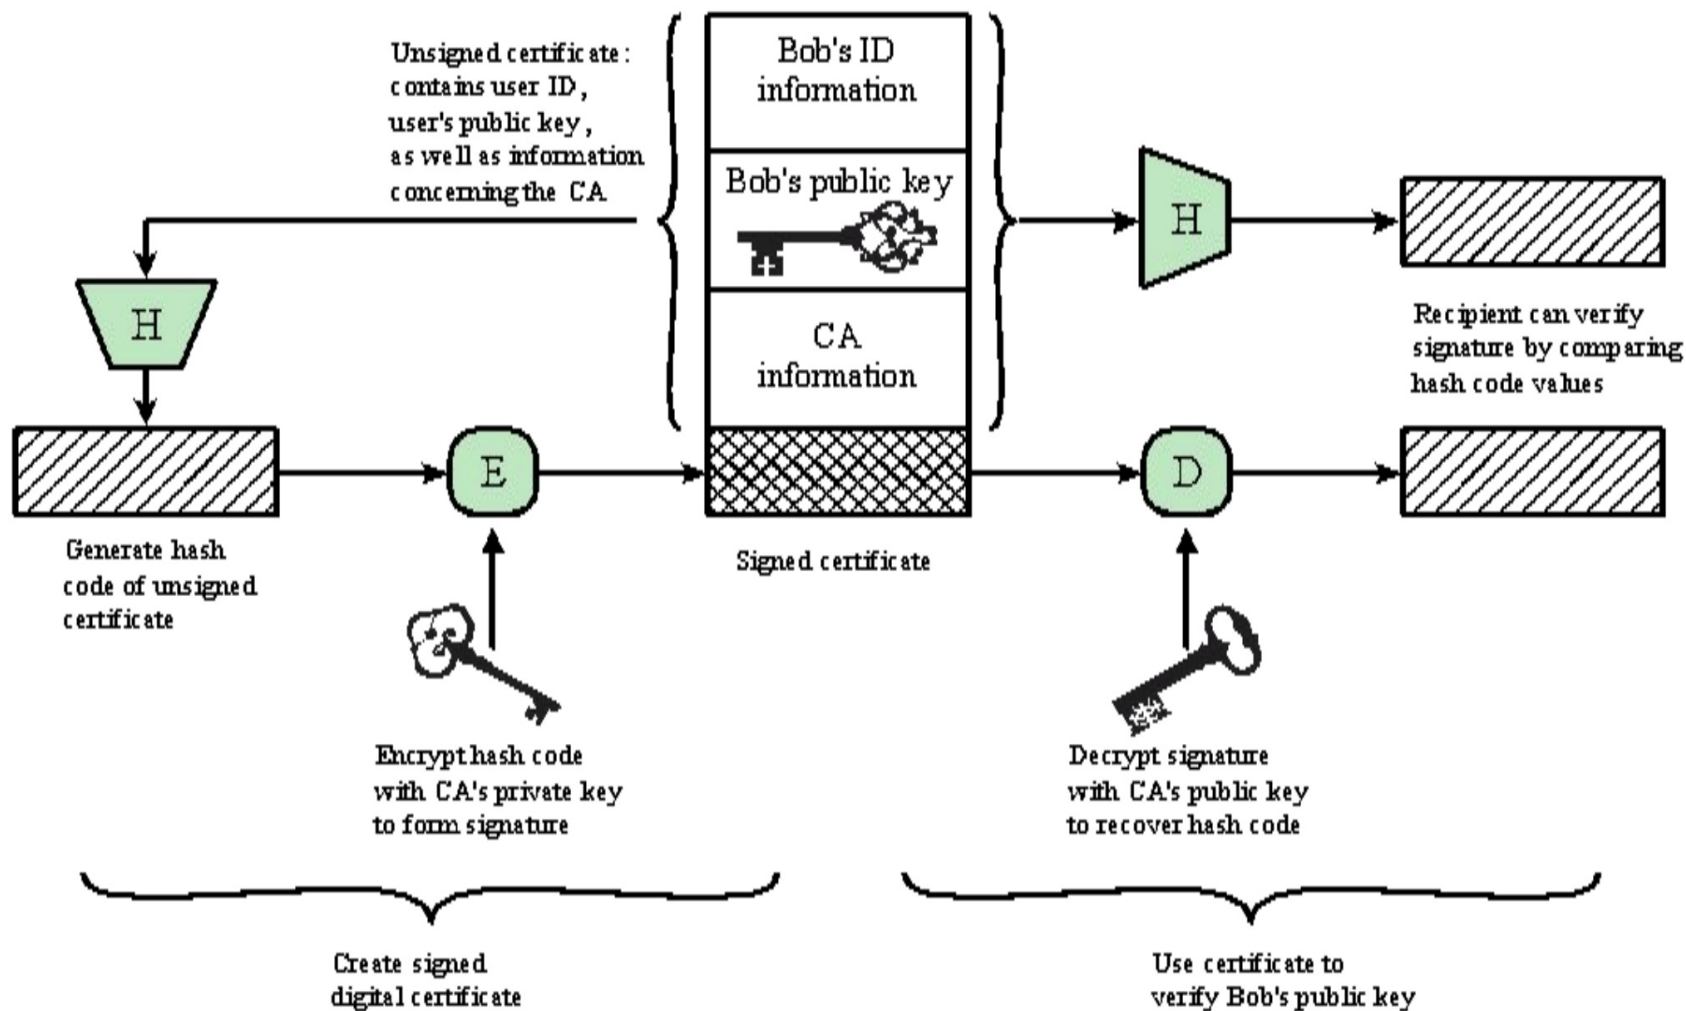 Unsigned certificate:
contains user ID,
user's public key,
as well as information
concerning the CA
Bob's ID
information
Bob's public key
CA
information
H
H
Recipient can verify
signature by comparing
hash code values
E
D
Generate hash
code of unsigned
certificate
Signed certificate
Encrypt hash code
with CA's private key
to form signature
Decrypt signature
with CA's public key
to recover hash code
Create signed
digital certificate
Use certificate to
verify Bob's public key